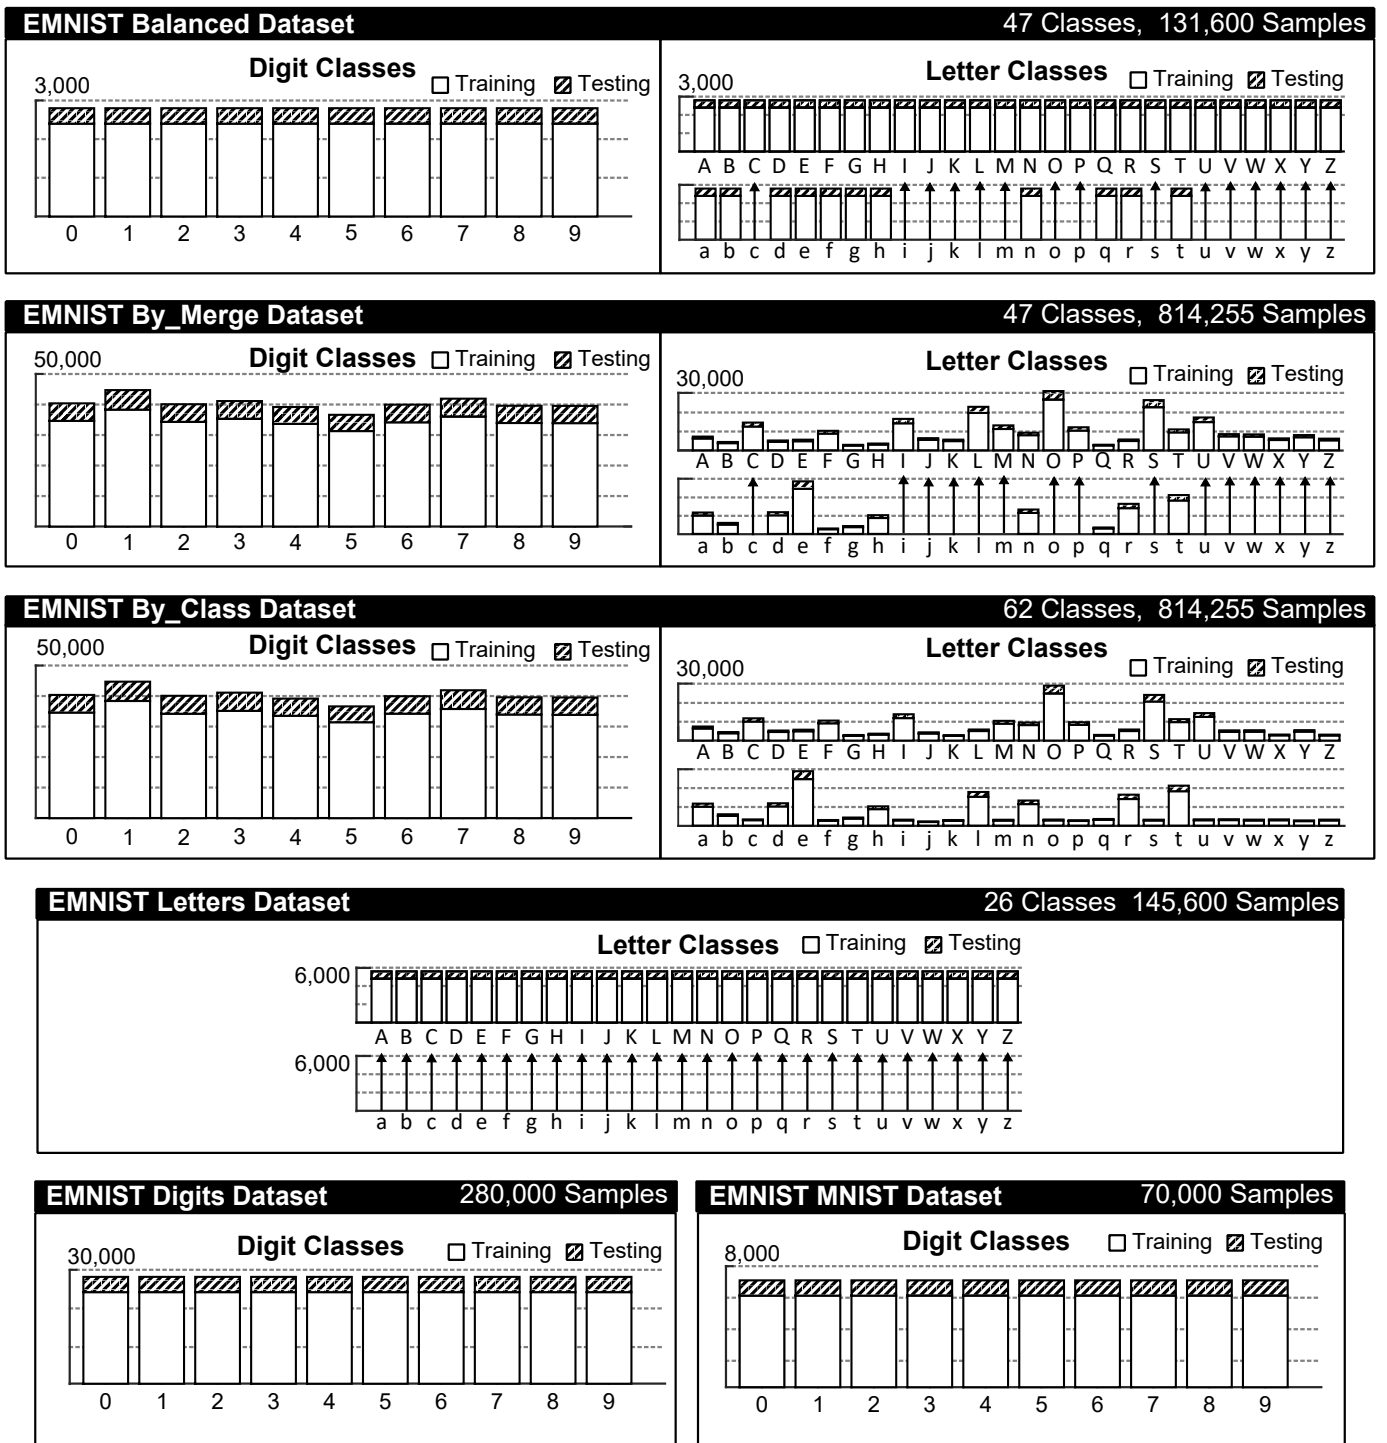 EMNIST Balanced Dataset 47 Classes, 131,600 Samples
Digit Classes Training Testing
3,000
0 1 2 3 4 5 6 7 8 9
Letter Classes Training Testing
3,000
A B C D E F G H I J K L M N O P Q R S T U V W X Y Z
a b c d e f g h i j k l m n o p q r s t u v w x y z
EMNIST By_Merge Dataset 47 Classes, 814,255 Samples
Digit Classes Training Testing
50,000
0 1 2 3 4 5 6 7 8 9
Letter Classes Training Testing
30,000
A B C D E F G H I J K L M N O P Q R S T U V W X Y Z
a b c d e f g h i j k l m n o p q r s t u v w x y z
EMNIST By_Class Dataset 62 Classes, 814,255 Samples
Digit Classes Training Testing
50,000
0 1 2 3 4 5 6 7 8 9
Letter Classes Training Testing
30,000
A B C D E F G H I J K L M N O P Q R S T U V W X Y Z
a b c d e f g h i j k l m n o p q r s t u v w x y z
EMNIST Letters Dataset 26 Classes 145,600 Samples
Letter Classes Training Testing
6,000
A B C D E F G H I J K L M N O P Q R S T U V W X Y Z
6,000
a b c d e f g h i j k l m n o p q r s t u v w x y z
EMNIST Digits Dataset 280,000 Samples
Digit Classes Training Testing
30,000
0 1 2 3 4 5 6 7 8 9
EMNIST MNIST Dataset 70,000 Samples
Digit Classes Training Testing
8,000
0 1 2 3 4 5 6 7 8 9